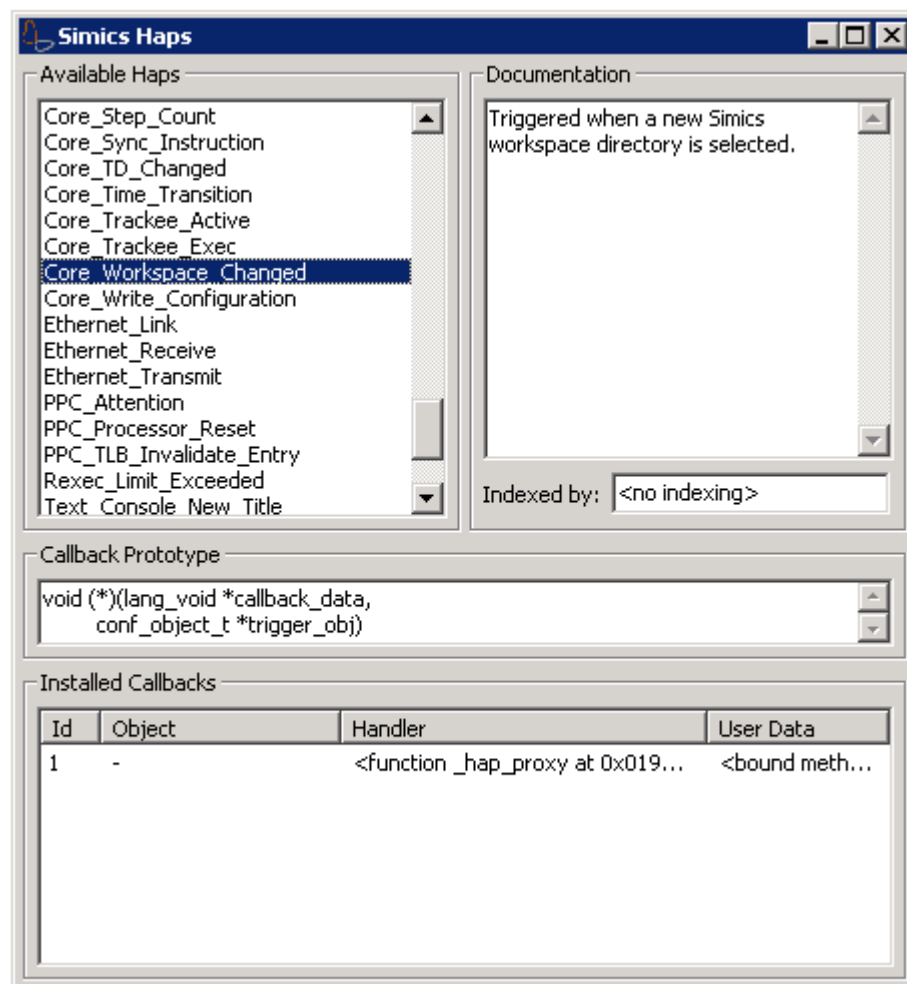 Simics Haps
Available Haps
Core_Step_Count
Core_Sync_Instruction
Core_TD_Changed
Core_Time_Transition
Core_Trackee_Active
Core_Trackee_Exec
Core_Workspace_Changed
Core_Write_Configuration
Ethernet_Link
Ethernet_Receive
Ethernet_Transmit
PPC_Attention
PPC_Processor_Reset
PPC_TLB_Invalidate_Entry
Rexec_Limit_Exceeded
Text_Console_New_Title
Documentation
Triggered when a new Simics
workspace directory is selected.
Indexed by: <no indexing>
Callback Prototype
void (*)(lang_void *callback_data,
conf_object_t *trigger_obj)
Installed Callbacks
Id Object Handler User Data
1 - <function _hap_proxy at 0x019... <bound meth...